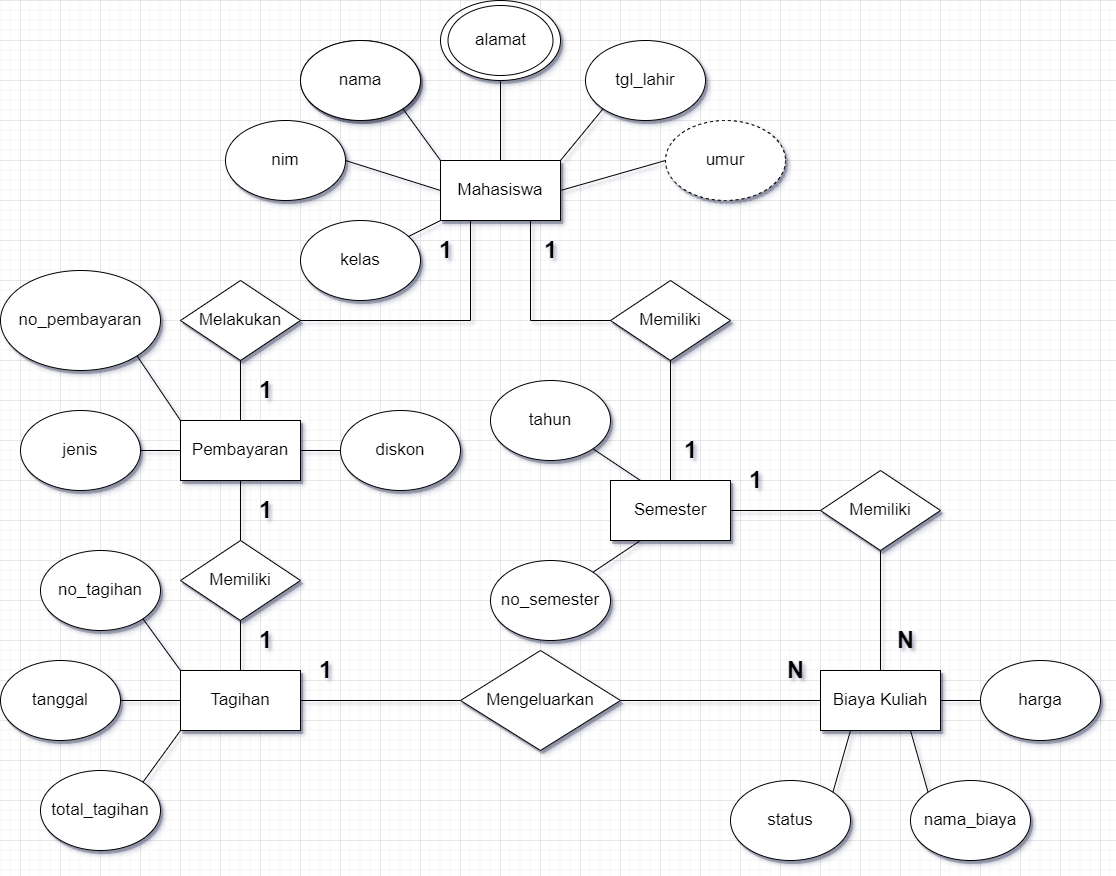 alamat
nama
tgl_lahir
nim
umur
Mahasiswa
kelas
1
1
no_pembayaran
Melakukan
Memiliki
1
tahun
jenis
Pembayaran
diskon
1
1
Semester
1
Memiliki
1
Memiliki
no_tagihan
no_semester
1
N
1
N
tanggal
Tagihan
Mengeluarkan
Biaya Kuliah
harga
total_tagihan
status
nama_biaya